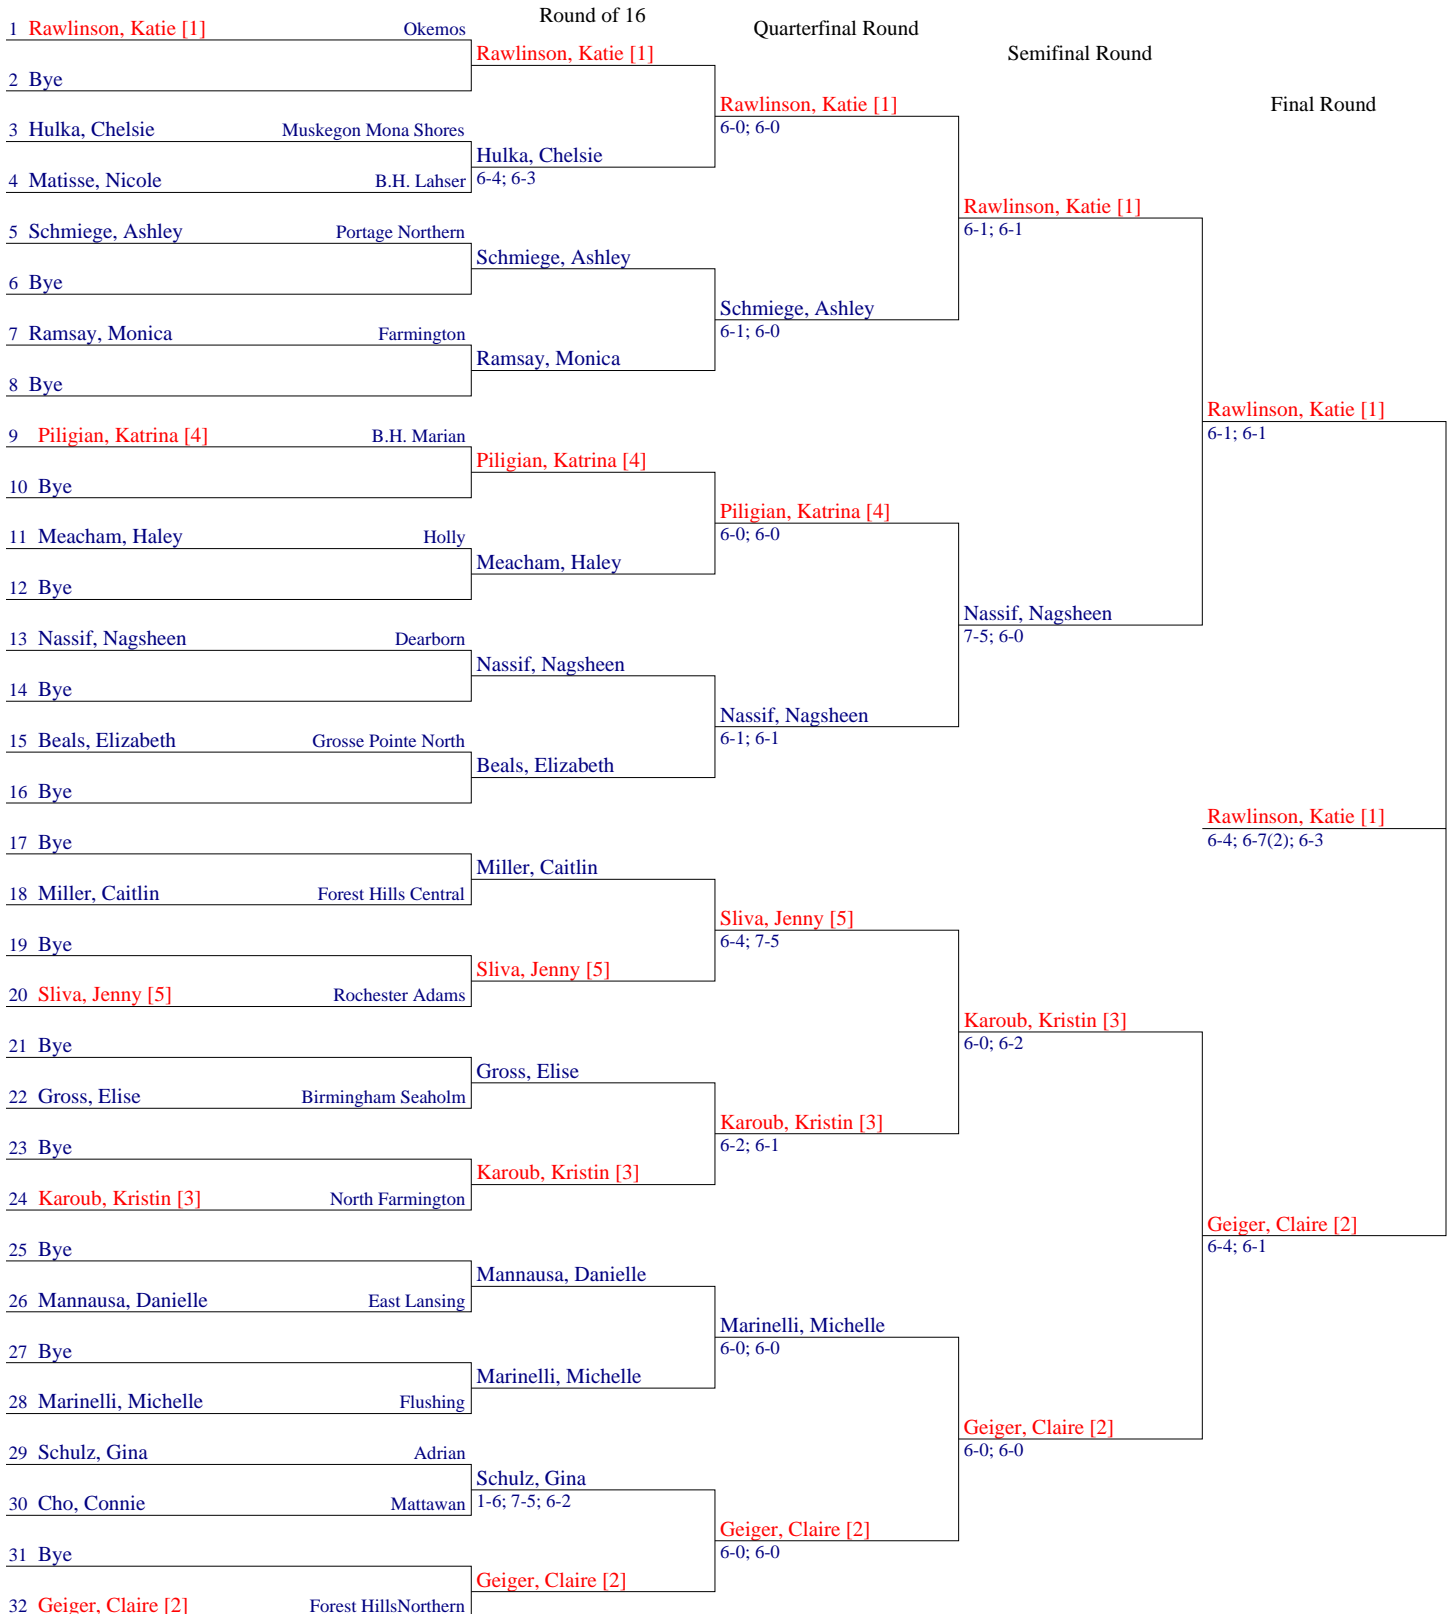 Round of 16
Quarterfinal Round
Semifinal Round
Final Round
1 Rawlinson, Katie [1] Okemos
2 Bye
3 Hulka, Chelsie Muskegon Mona Shores
4 Matisse, Nicole B.H. Lahser
5 Schmiege, Ashley Portage Northern
6 Bye
7 Ramsay, Monica Farmington
8 Bye
9 Piligian, Katrina [4] B.H. Marian
10 Bye
11 Meacham, Haley Holly
12 Bye
13 Nassif, Nagsheen Dearborn
14 Bye
15 Beals, Elizabeth Grosse Pointe North
16 Bye
17 Bye
18 Miller, Caitlin Forest Hills Central
19 Bye
20 Sliva, Jenny [5] Rochester Adams
21 Bye
22 Gross, Elise Birmingham Seaholm
23 Bye
24 Karoub, Kristin [3] North Farmington
25 Bye
26 Mannausa, Danielle East Lansing
27 Bye
28 Marinelli, Michelle Flushing
29 Schulz, Gina Adrian
30 Cho, Connie Mattawan
31 Bye
32 Geiger, Claire [2] Forest HillsNorthern
Rawlinson, Katie [1]
Hulka, Chelsie
6-4; 6-3
Schmiege, Ashley
Ramsay, Monica
Piligian, Katrina [4]
Meacham, Haley
Nassif, Nagsheen
Beals, Elizabeth
Miller, Caitlin
Sliva, Jenny [5]
Gross, Elise
Karoub, Kristin [3]
Mannausa, Danielle
Marinelli, Michelle
Schulz, Gina
1-6; 7-5; 6-2
Geiger, Claire [2]
Rawlinson, Katie [1]
6-0; 6-0
Schmiege, Ashley
6-1; 6-0
Piligian, Katrina [4]
6-0; 6-0
Nassif, Nagsheen
6-1; 6-1
Sliva, Jenny [5]
6-4; 7-5
Karoub, Kristin [3]
6-2; 6-1
Marinelli, Michelle
6-0; 6-0
Geiger, Claire [2]
6-0; 6-0
Rawlinson, Katie [1]
6-1; 6-1
Nassif, Nagsheen
7-5; 6-0
Karoub, Kristin [3]
6-0; 6-2
Geiger, Claire [2]
6-0; 6-0
Rawlinson, Katie [1]
6-1; 6-1
Geiger, Claire [2]
6-4; 6-1
Rawlinson, Katie [1]
6-4; 6-7(2); 6-3